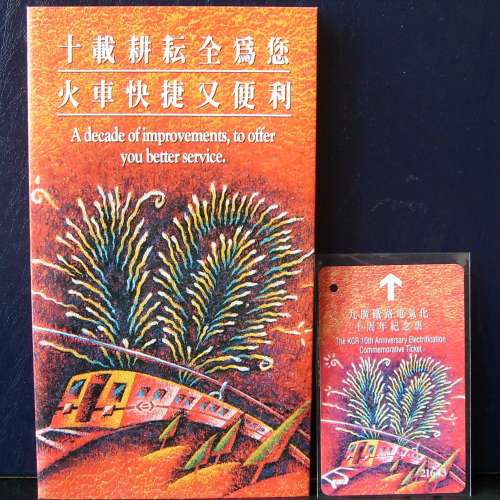 十載耕耘全為您
火車快捷又便利
A decade of improvements, to offer
you better service.
九廣鐵路電氣化
十周年紀念票
The KCR 10th Anniversary Electrification
Commemorative Ticket
21643